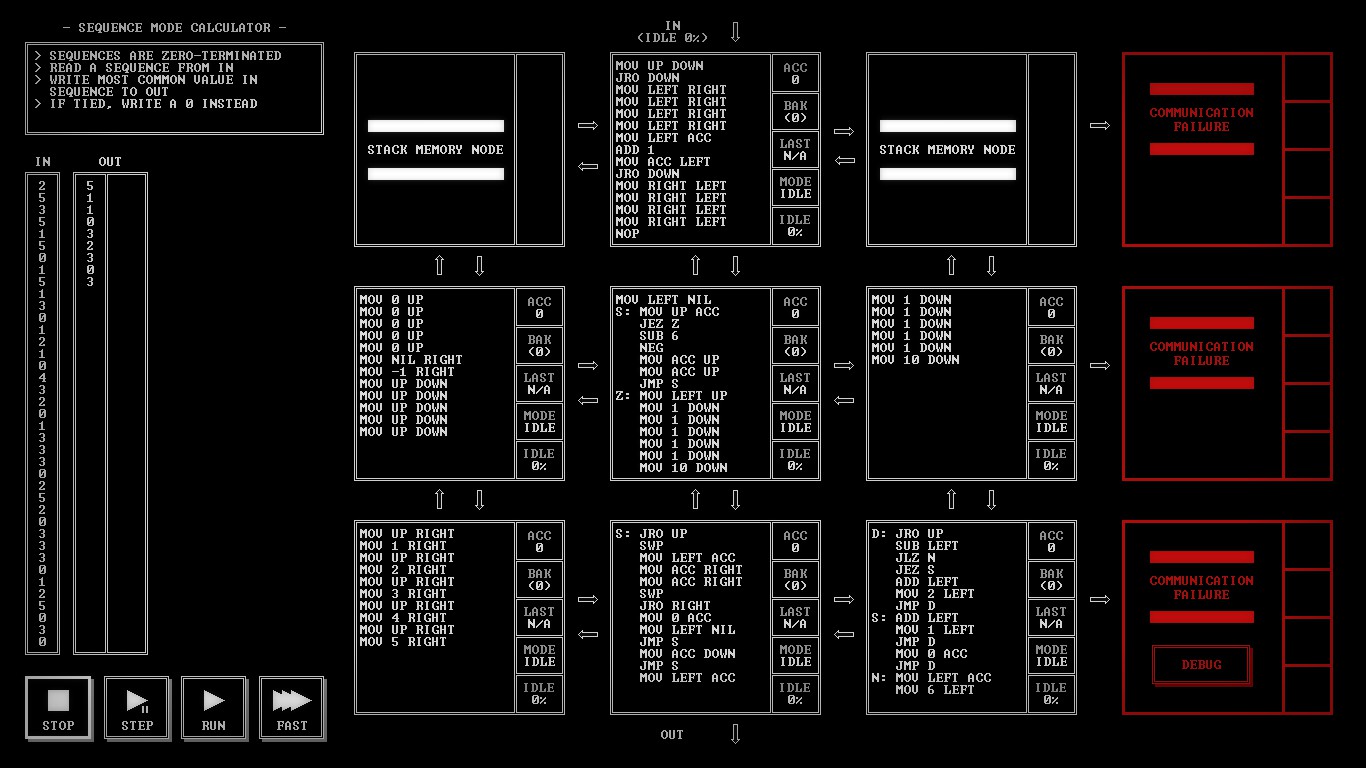 - SEQUENCE MODE CALCULATOR -
> SEQUENCES ARE ZERO-TERMINATED
> READ A SEQUENCE FROM IN
> WRITE MOST COMMON VALUE IN
SEQUENCE TO OUT
> IF TIED, WRITE A 0 INSTEAD
IN OUT
2 5
5 1
3 1
5 0
1 3
5 2
0 3
1 0
5 3
1
3
0
1
2
1
0
4
3
2
0
1
3
3
3
0
2
5
2
0
3
3
3
0
1
2
5
0
3
0
STOP
STEP
RUN
FAST
IN
(IDLE 0%)
STACK MEMORY NODE
MOV UP DOWN
JRO DOWN
MOV LEFT RIGHT
MOV LEFT RIGHT
MOV LEFT RIGHT
MOV LEFT RIGHT
MOV LEFT ACC
ADD 1
MOV ACC LEFT
JRO DOWN
MOV RIGHT LEFT
MOV RIGHT LEFT
MOV RIGHT LEFT
MOV RIGHT LEFT
NOP
ACC
0
BAK
(0)
LAST
N/A
MODE
IDLE
IDLE
0%
STACK MEMORY NODE
COMMUNICATION
FAILURE
MOV 0 UP
MOV 0 UP
MOV 0 UP
MOV 0 UP
MOV 0 UP
MOV NIL RIGHT
MOV -1 RIGHT
MOV UP DOWN
MOV UP DOWN
MOV UP DOWN
MOV UP DOWN
MOV UP DOWN
ACC
0
BAK
(0)
LAST
N/A
MODE
IDLE
IDLE
0%
MOV LEFT NIL
S: MOV UP ACC
JEZ Z
SUB 6
NEG
MOV ACC UP
MOV ACC UP
JMP S
Z: MOV LEFT UP
MOV 1 DOWN
MOV 1 DOWN
MOV 1 DOWN
MOV 1 DOWN
MOV 1 DOWN
MOV 10 DOWN
ACC
0
BAK
(0)
LAST
N/A
MODE
IDLE
IDLE
0%
MOV 1 DOWN
MOV 1 DOWN
MOV 1 DOWN
MOV 1 DOWN
MOV 1 DOWN
MOV 10 DOWN
ACC
0
BAK
(0)
LAST
N/A
MODE
IDLE
IDLE
0%
COMMUNICATION
FAILURE
MOV UP RIGHT
MOV 1 RIGHT
MOV UP RIGHT
MOV 2 RIGHT
MOV UP RIGHT
MOV 3 RIGHT
MOV UP RIGHT
MOV 4 RIGHT
MOV UP RIGHT
MOV 5 RIGHT
ACC
0
BAK
(0)
LAST
N/A
MODE
IDLE
IDLE
0%
S: JRO UP
SWP
MOV LEFT ACC
MOV ACC RIGHT
MOV ACC RIGHT
SWP
JRO RIGHT
MOV 0 ACC
MOV LEFT NIL
JMP S
MOV ACC DOWN
JMP S
MOV LEFT ACC
ACC
0
BAK
(0)
LAST
N/A
MODE
IDLE
IDLE
0%
D: JRO UP
SUB LEFT
JLZ N
JEZ S
ADD LEFT
MOV 2 LEFT
JMP D
S: ADD LEFT
MOV 1 LEFT
JMP D
MOV 0 ACC
JMP D
N: MOV LEFT ACC
MOV 6 LEFT
ACC
0
BAK
(0)
LAST
N/A
MODE
IDLE
IDLE
0%
COMMUNICATION
FAILURE
DEBUG
OUT